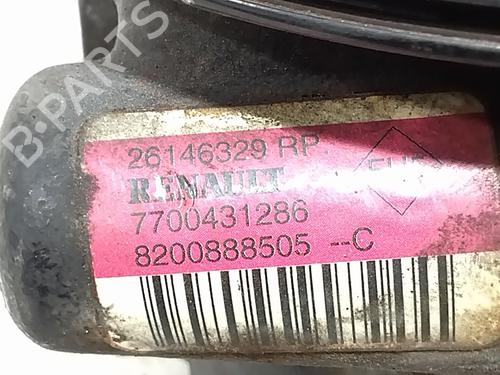 26146329 RP
RENAULT
7700431286
8200888505 --C
B-PARTS